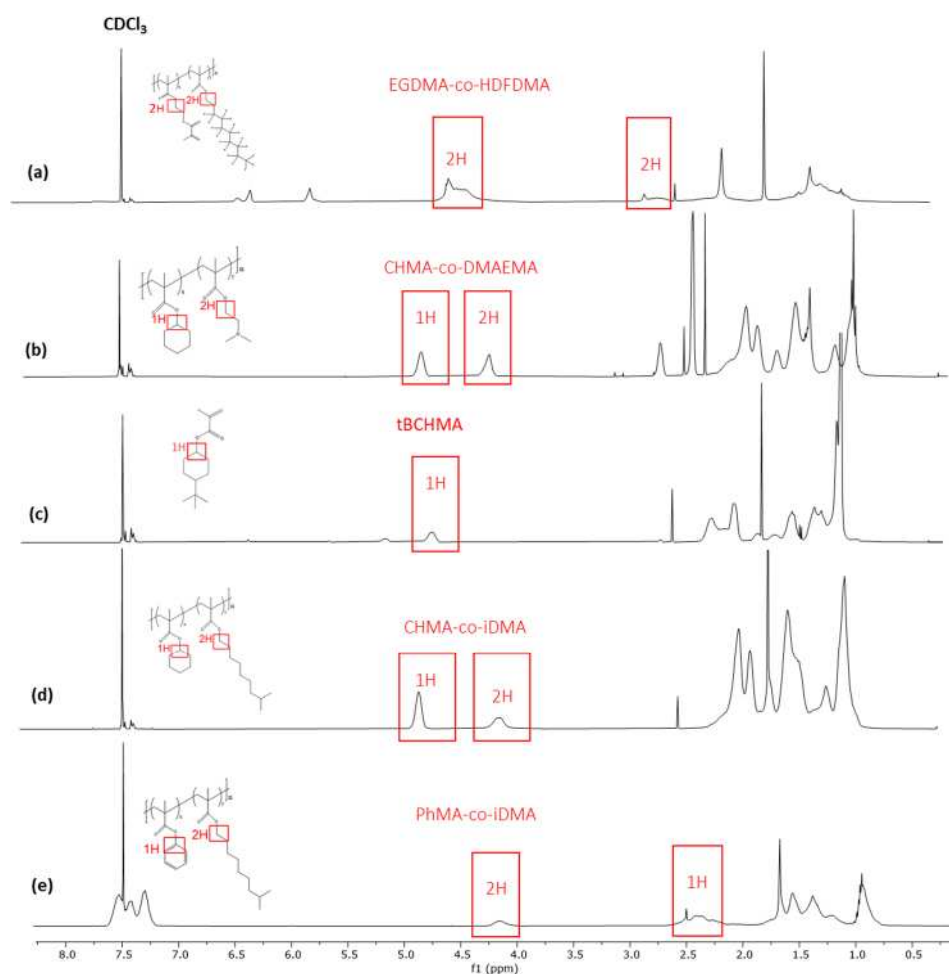 CDCl₃
EGDMA-co-HDFDMA
2H
2H
2H
2H
(a)
CHMA-co-DMAEMA
1H
2H
1H
2H
(b)
tBCHMA
1H
1H
(c)
CHMA-co-iDMA
1H
2H
1H
2H
(d)
PhMA-co-iDMA
1H
2H
2H
1H
(e)
8.0 7.5 7.0 6.5 6.0 5.5 5.0 4.5 4.0 3.5 3.0 2.5 2.0 1.5 1.0 0.5 0.0
f1 (ppm)